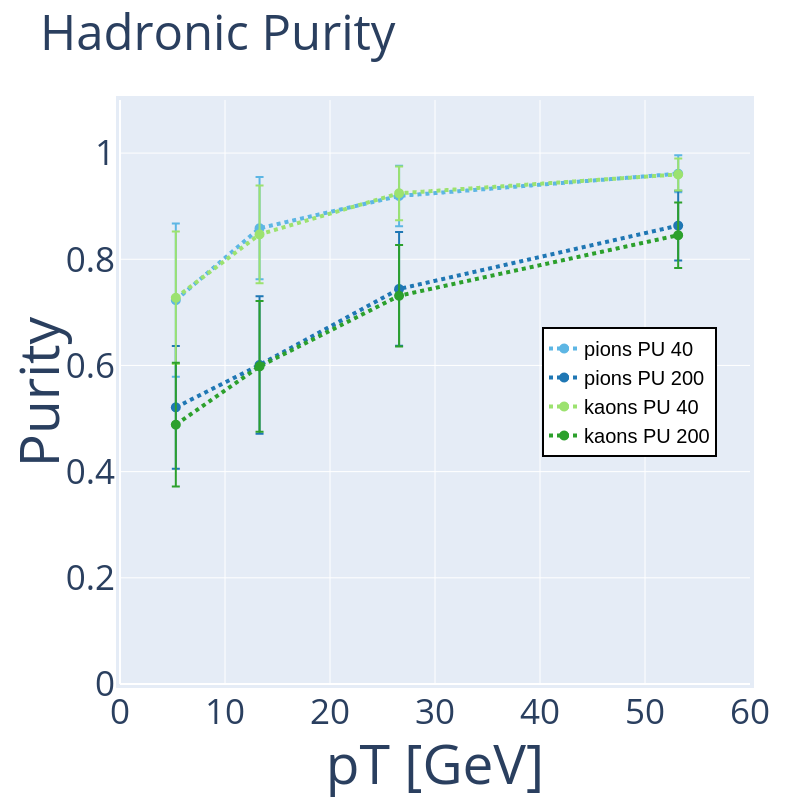 Hadronic Purity
1
0.8
0.6
0.4
0.2
0
Purity
pions PU 40
pions PU 200
kaons PU 40
kaons PU 200
0 10 20 30 40 50 60
pT [GeV]